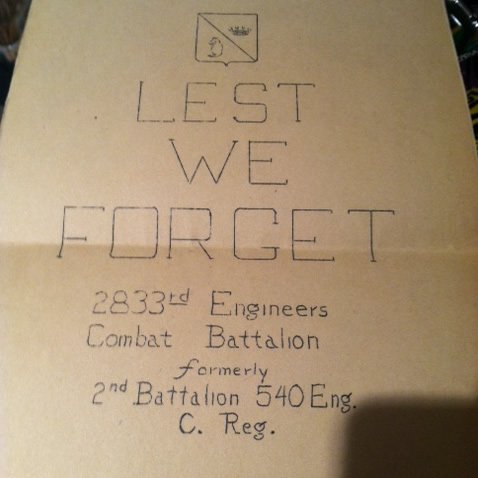 LEST
WE
FORGET
2833rd Engineers
Combat Battalion
formerly
2nd Battalion 540 Eng.
C. Reg.